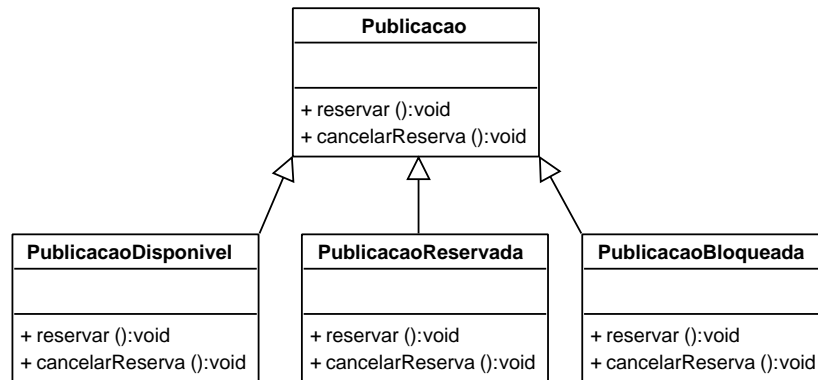 Publicacao
+ reservar ():void
+ cancelarReserva ():void
PublicacaoDisponivel
+ reservar ():void
+ cancelarReserva ():void
PublicacaoReservada
+ reservar ():void
+ cancelarReserva ():void
PublicacaoBloqueada
+ reservar ():void
+ cancelarReserva ():void